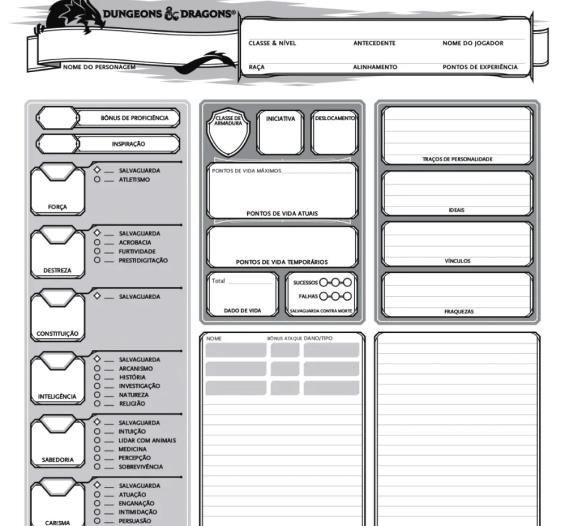 DUNGEONS & DRAGONS®
CLASSE & NÍVEL ANTECEDENTE NOME DO JOGADOR
NOME DO PERSONAGEM
RAÇA ALINHAMENTO PONTOS DE EXPERIÊNCIA
BÔNUS DE PROFICIÊNCIA
INSPIRAÇÃO
FORÇA
SALVAGUARDA
ATLETISMO
DESTREZA
SALVAGUARDA
ACROBACIA
FURTIVIDADE
PRESTIDIGITAÇÃO
CONSTITUIÇÃO
SALVAGUARDA
INTELIGÊNCIA
SALVAGUARDA
ARCANISMO
HISTÓRIA
INVESTIGAÇÃO
NATUREZA
RELIGIÃO
SABEDORIA
SALVAGUARDA
INTUIÇÃO
LIDAR COM ANIMAIS
MEDICINA
PERCEPÇÃO
SOBREVIVÊNCIA
CARISMA
SALVAGUARDA
ATUAÇÃO
ENGANAÇÃO
INTIMIDAÇÃO
PERSUASÃO
CLASSE DE
ARMADURA
INICIATIVA
DESLOCAMENTO
PONTOS DE VIDA MÁXIMOS
PONTOS DE VIDA ATUAIS
PONTOS DE VIDA TEMPORÁRIOS
Total
DADO DE VIDA
SUCESSOS
FALHAS
SALVAGUARDA CONTRA MORTE
NOME BÔNUS ATAQUE DANO/TIPO
TRAÇOS DE PERSONALIDADE
IDEAIS
VÍNCULOS
FRAQUEZAS